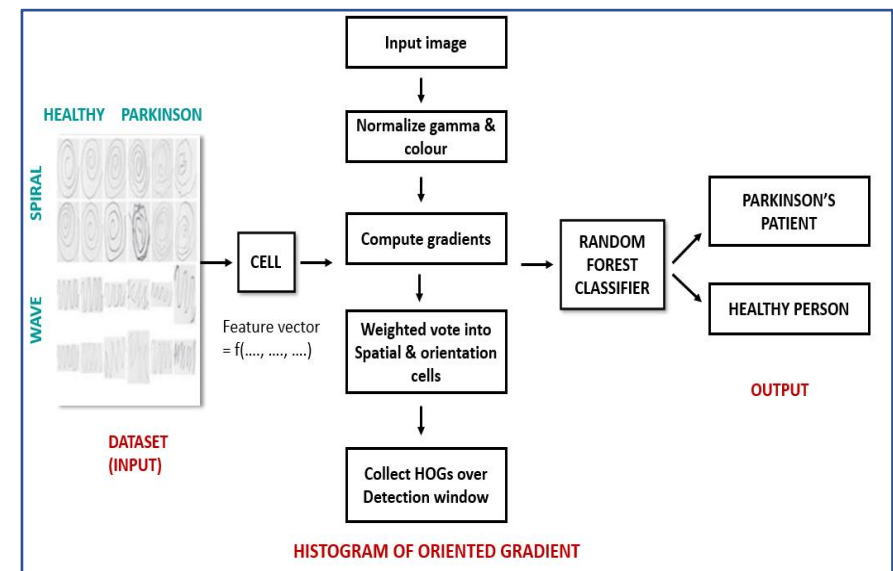 Input image
HEALTHY PARKINSON
Normalize gamma &
colour
SPIRAL
WAVE
CELL
Feature vector
= f(...., ...., ....)
Compute gradients
Weighted vote into
Spatial & orientation
cells
Collect HOGs over
Detection window
RANDOM
FOREST
CLASSIFIER
PARKINSON'S
PATIENT
HEALTHY PERSON
OUTPUT
DATASET
(INPUT)
HISTOGRAM OF ORIENTED GRADIENT